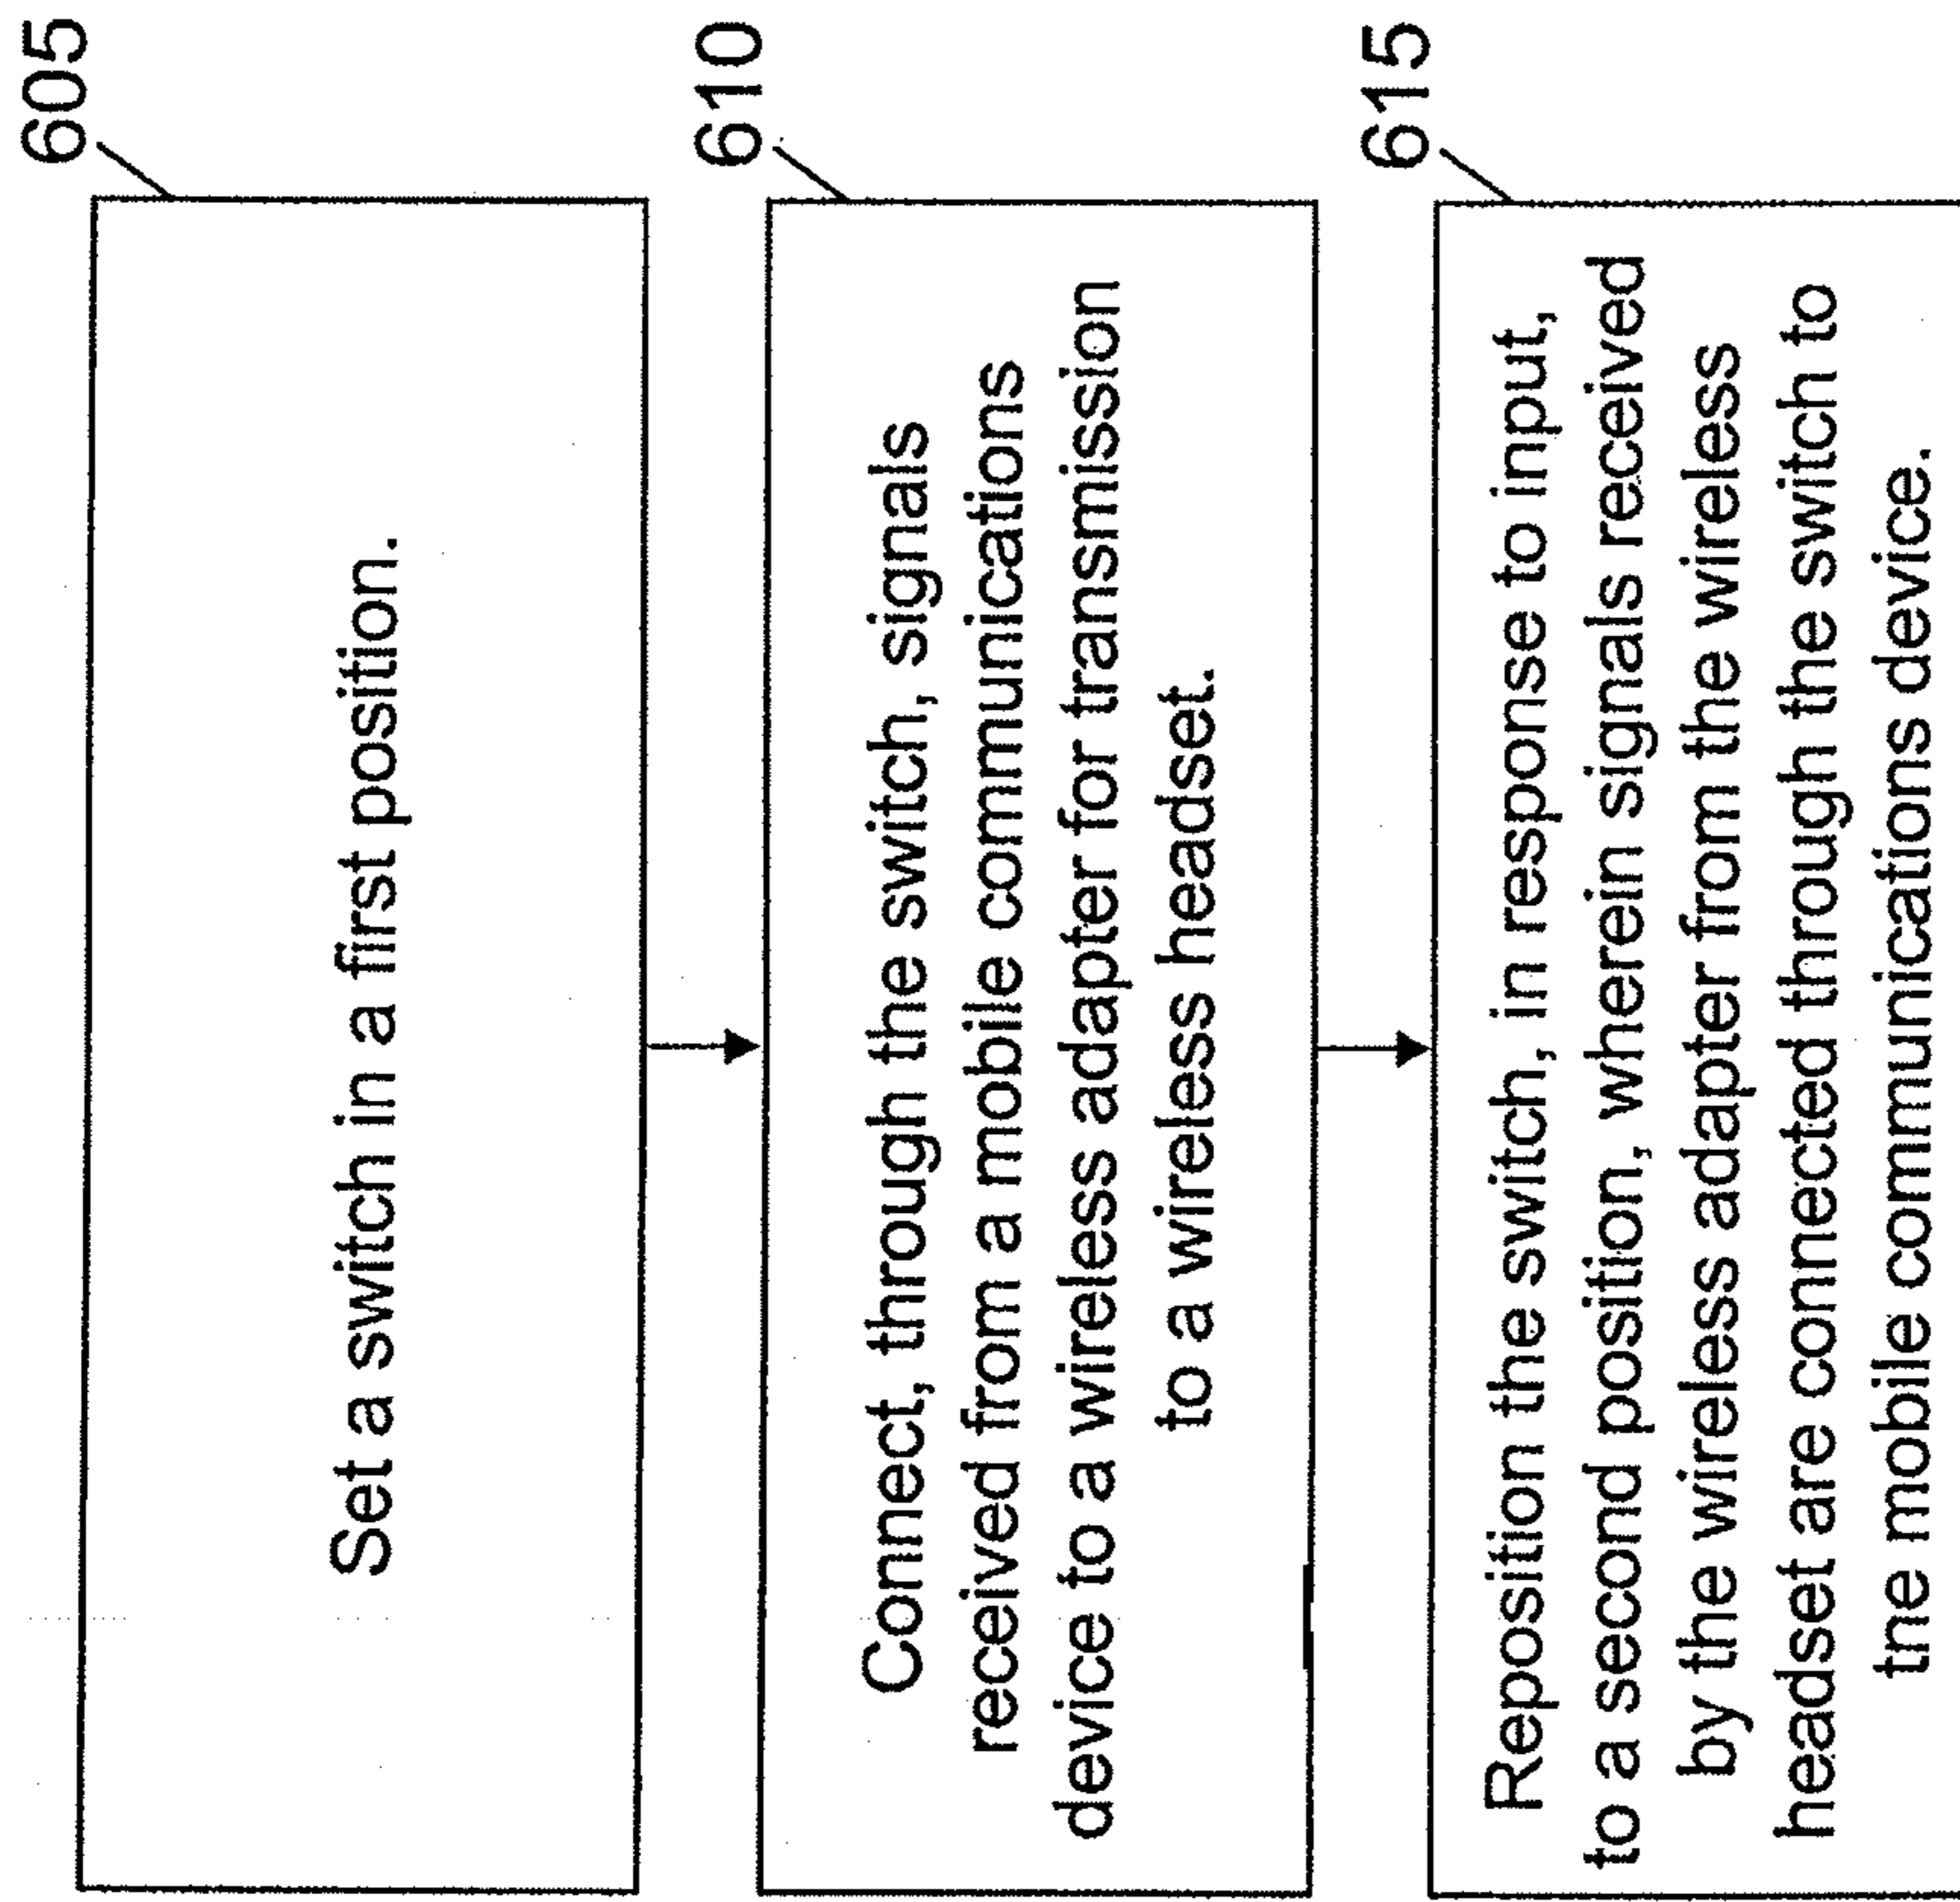 605
Set a switch in a first position.
610
Connect, through the switch, signals
received from a mobile communications
device to a wireless adapter for transmission
to a wireless headset.
615
Reposition the switch, in response to input,
to a second position, wherein signals received
by the wireless adapter from the wireless
headset are connected through the switch to
tne mobile communications device.